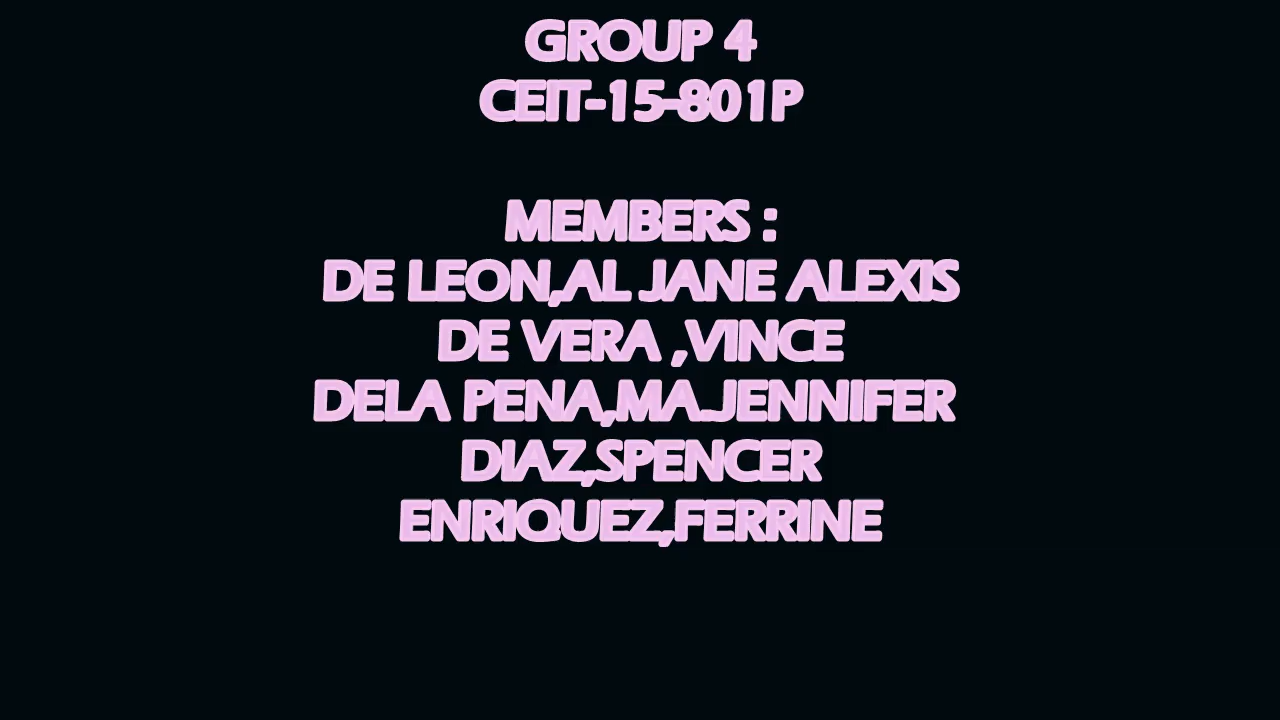 GROUP 4
CEIT-15-801P
MEMBERS :
DE LEON,AL JANE ALEXIS
DE VERA ,VINCE
DELA PENA,MA.JENNIFER
DIAZ,SPENCER
ENRIQUEZ,FERRINE